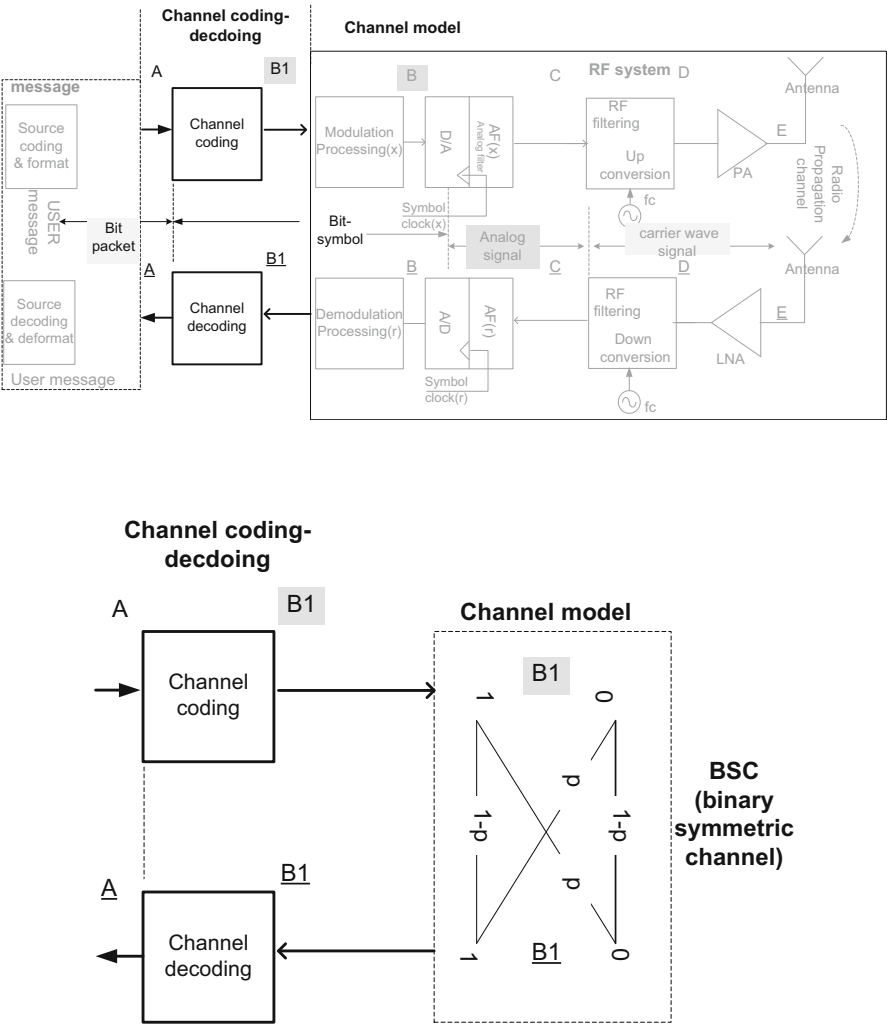 Channel coding-
decdoing
Channel model
A
B1
message
Source
coding
& format
Channel
coding
B
Modulation
Processing(x)
D/A
AF(x)
Analog filter
C
RF system
D
RF
filtering
Up
conversion
PA
E
Antenna
Radio
Propagation
channel
fc
Symbol
clock(x)
USER
message
Bit
packet
Bit-
symbol
Analog
signal
carrier wave
signal
A
B1
B
C
D
Antenna
Source
decoding
& deformat
User message
Channel
decoding
Demodulation
Processing(r)
A/D
AF(r)
RF
filtering
Down
conversion
LNA
E
Symbol
clock(r)
fc
Channel coding-
decdoing
A
B1
Channel model
Channel
coding
B1
1
0
p
1-p
1-p
p
BSC
(binary
symmetric
channel)
A
B1
Channel
decoding
1
B1
0